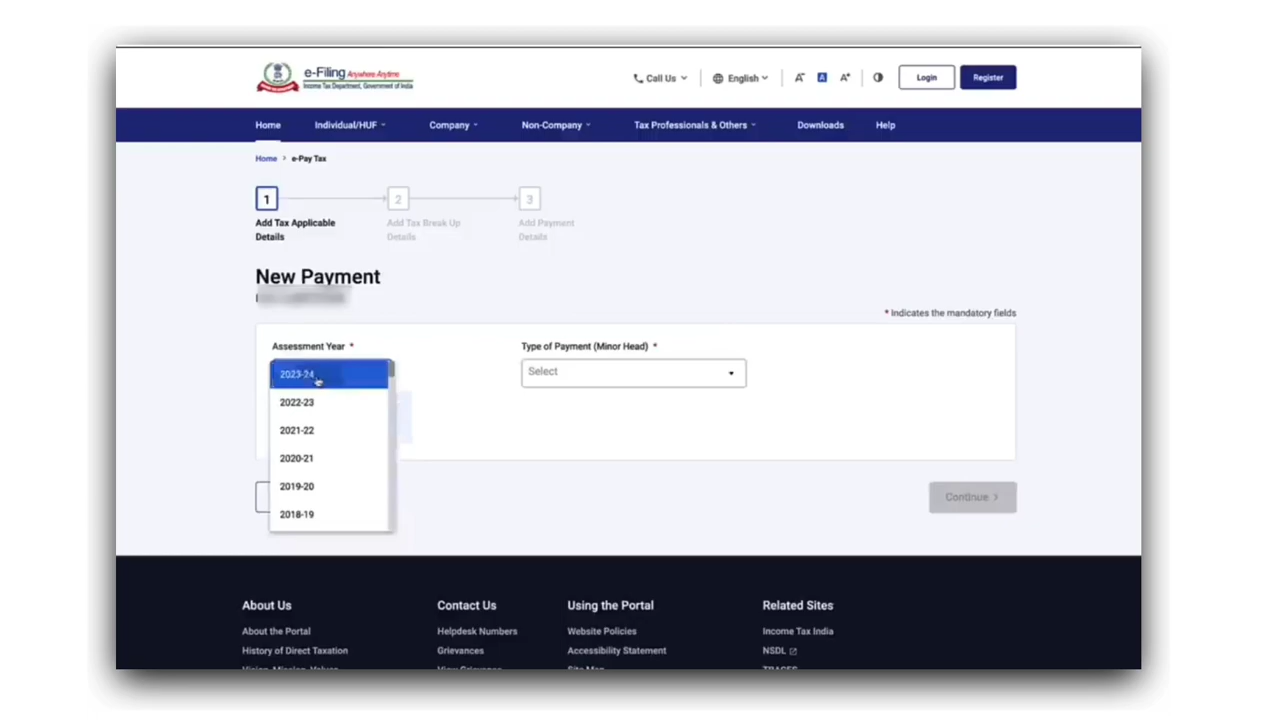 e-Filing Anywhere Anytime
Income Tax Department, Government of India
Call Us
English
A-
A
A+
Login
Register
Home
Individual/HUF
Company
Non-Company
Tax Professionals & Others
Downloads
Help
Home > e-Pay Tax
1
2
3
Add Tax Applicable
Details
Add Tax Break Up
Details
Add Payment
Details
New Payment
* Indicates the mandatory fields
Assessment Year *
Type of Payment (Minor Head) *
2023-24
Select
2022-23
2021-22
2020-21
2019-20
2018-19
Continue >
About Us
Contact Us
Using the Portal
Related Sites
About the Portal
Helpdesk Numbers
Website Policies
Income Tax India
History of Direct Taxation
Grievances
Accessibility Statement
NSDL